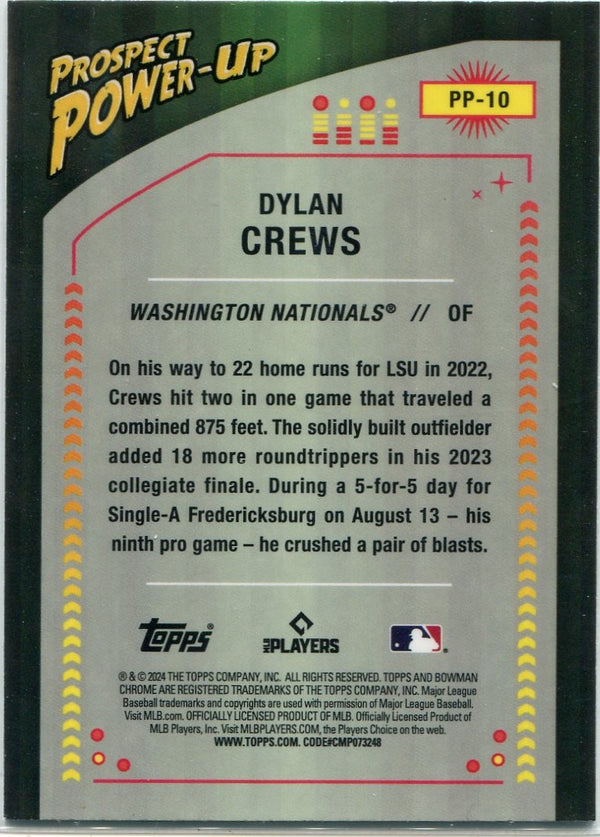 PROSPECT
POWER-UP
PP-10
DYLAN
CREWS
WASHINGTON NATIONALS® // OF
On his way to 22 home runs for LSU in 2022,
Crews hit two in one game that traveled a
combined 875 feet. The solidly built outfielder
added 18 more roundtrippers in his 2023
collegiate finale. During a 5-for-5 day for
Single-A Fredericksburg on August 13 – his
ninth pro game – he crushed a pair of blasts.
Topps®
MLB PLAYERS
® & © 2024 THE TOPPS COMPANY, INC. ALL RIGHTS RESERVED. TOPPS AND BOWMAN
CHROME ARE REGISTERED TRADEMARKS OF THE TOPPS COMPANY, INC. Major League
Baseball trademarks and copyrights are used with permission of Major League Baseball.
Visit MLB.com. OFFICIALLY LICENSED PRODUCT OF MLB. Officially Licensed Product of
MLB Players, Inc. Visit MLBPLAYERS.COM, the Players Choice on the web.
WWW.TOPPS.COM. CODE#CMP073248